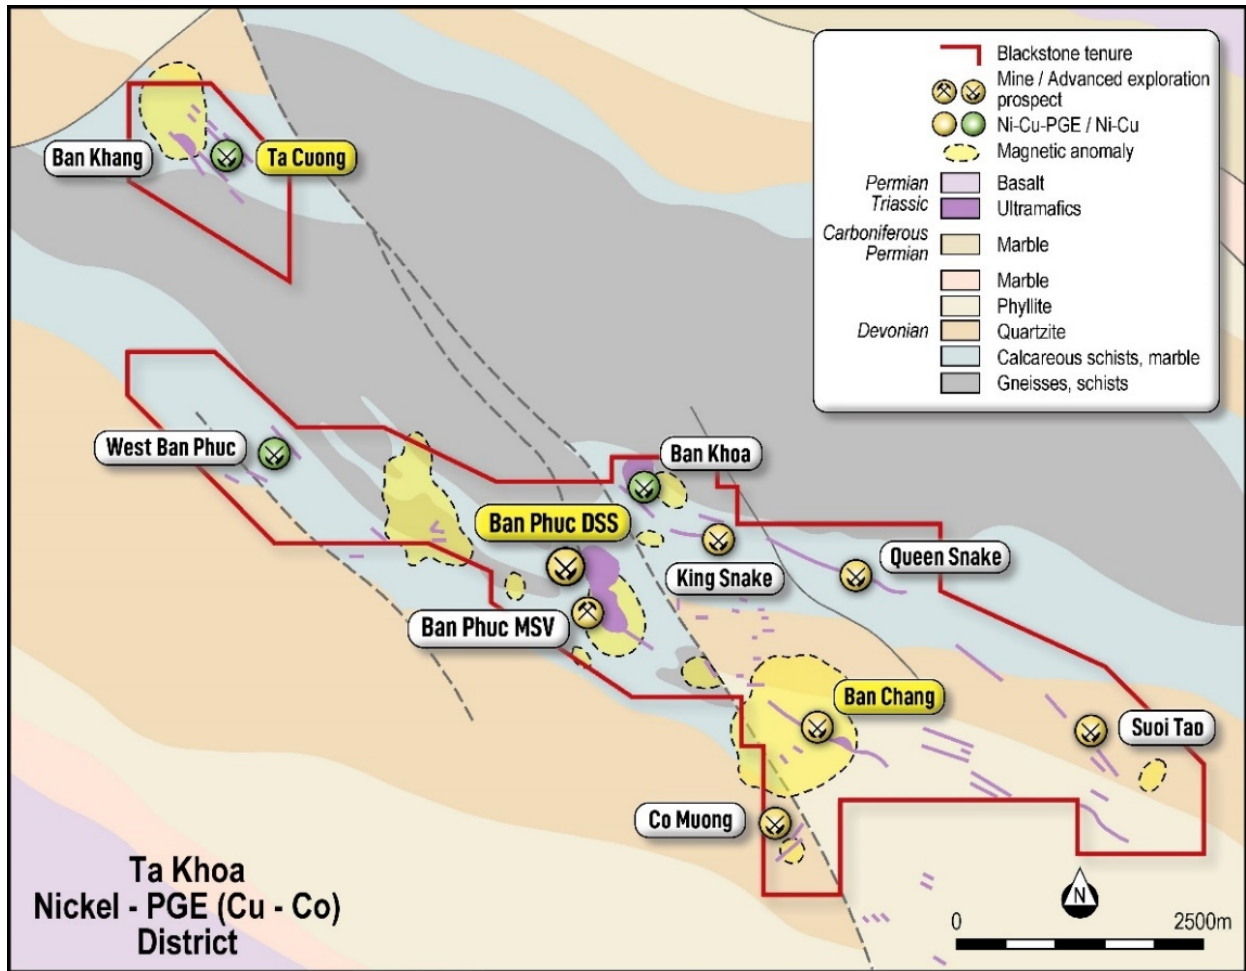 Blackstone tenure
Mine / Advanced exploration
prospect
Ni-Cu-PGE / Ni-Cu
Magnetic anomaly
Permian
Triassic
Basalt
Ultramafics
Carboniferous
Permian
Marble
Marble
Phyllite
Devonian
Quartzite
Calcareous schists, marble
Gneisses, schists
Ban Khang
Ta Cuong
West Ban Phuc
Ban Khoa
Ban Phuc DSS
King Snake
Queen Snake
Ban Phuc MSV
Ban Chang
Suoi Tao
Co Muong
Ta Khoa
Nickel - PGE (Cu - Co)
District
N
0
2500m